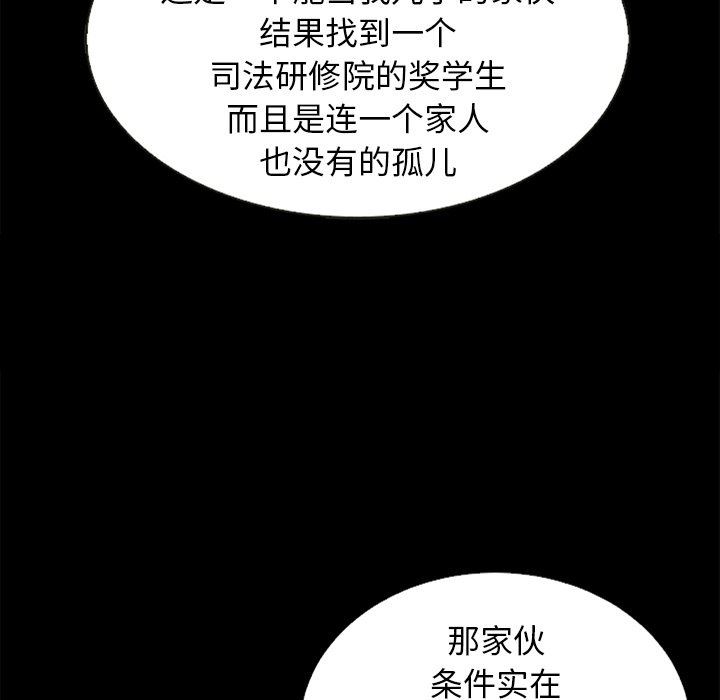 结果找到一个
司法研修院的奖学生
而且是连一个家人
也没有的孤儿
那家伙
条件实在